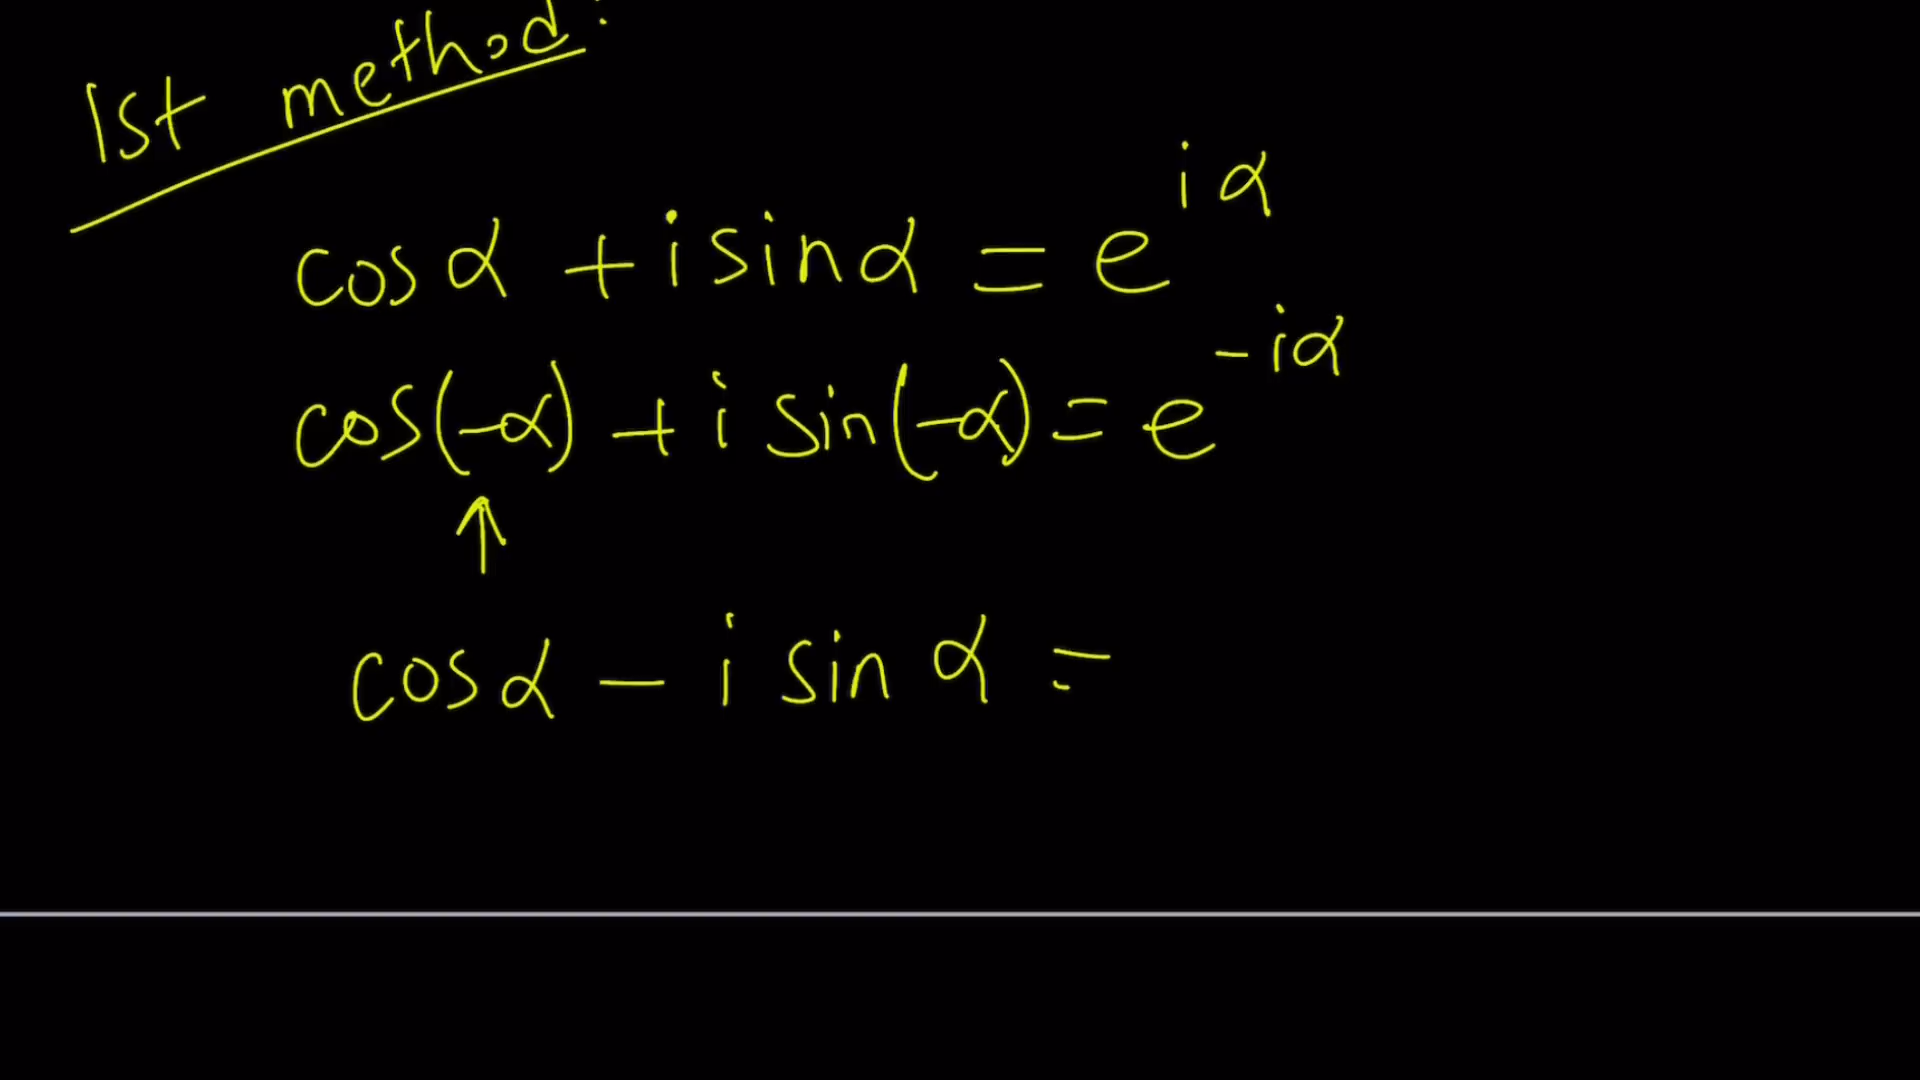 1st method:
cos α + i sin α = e^{iα}
cos(-α) + i sin(-α) = e^{-iα}
↑
cos α - i sin α =